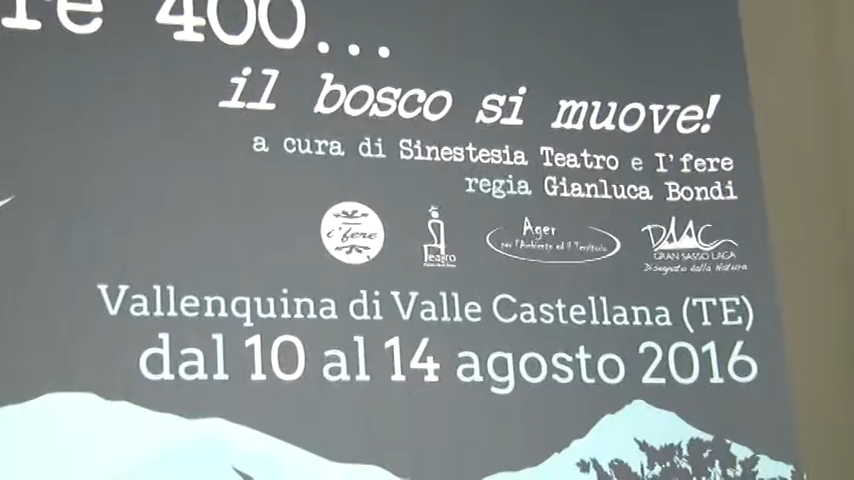 re 400...
il bosco si muove!
a cura di Sinestesia Teatro e I'fere
regia Gianluca Bondi
i'fere
Teatro
Ager
per l'Ambiente ed il Territorio
DMC
GRAN SASSO LAGA
Disegnato dalla Natura
Vallenquina di Valle Castellana (TE)
dal 10 al 14 agosto 2016